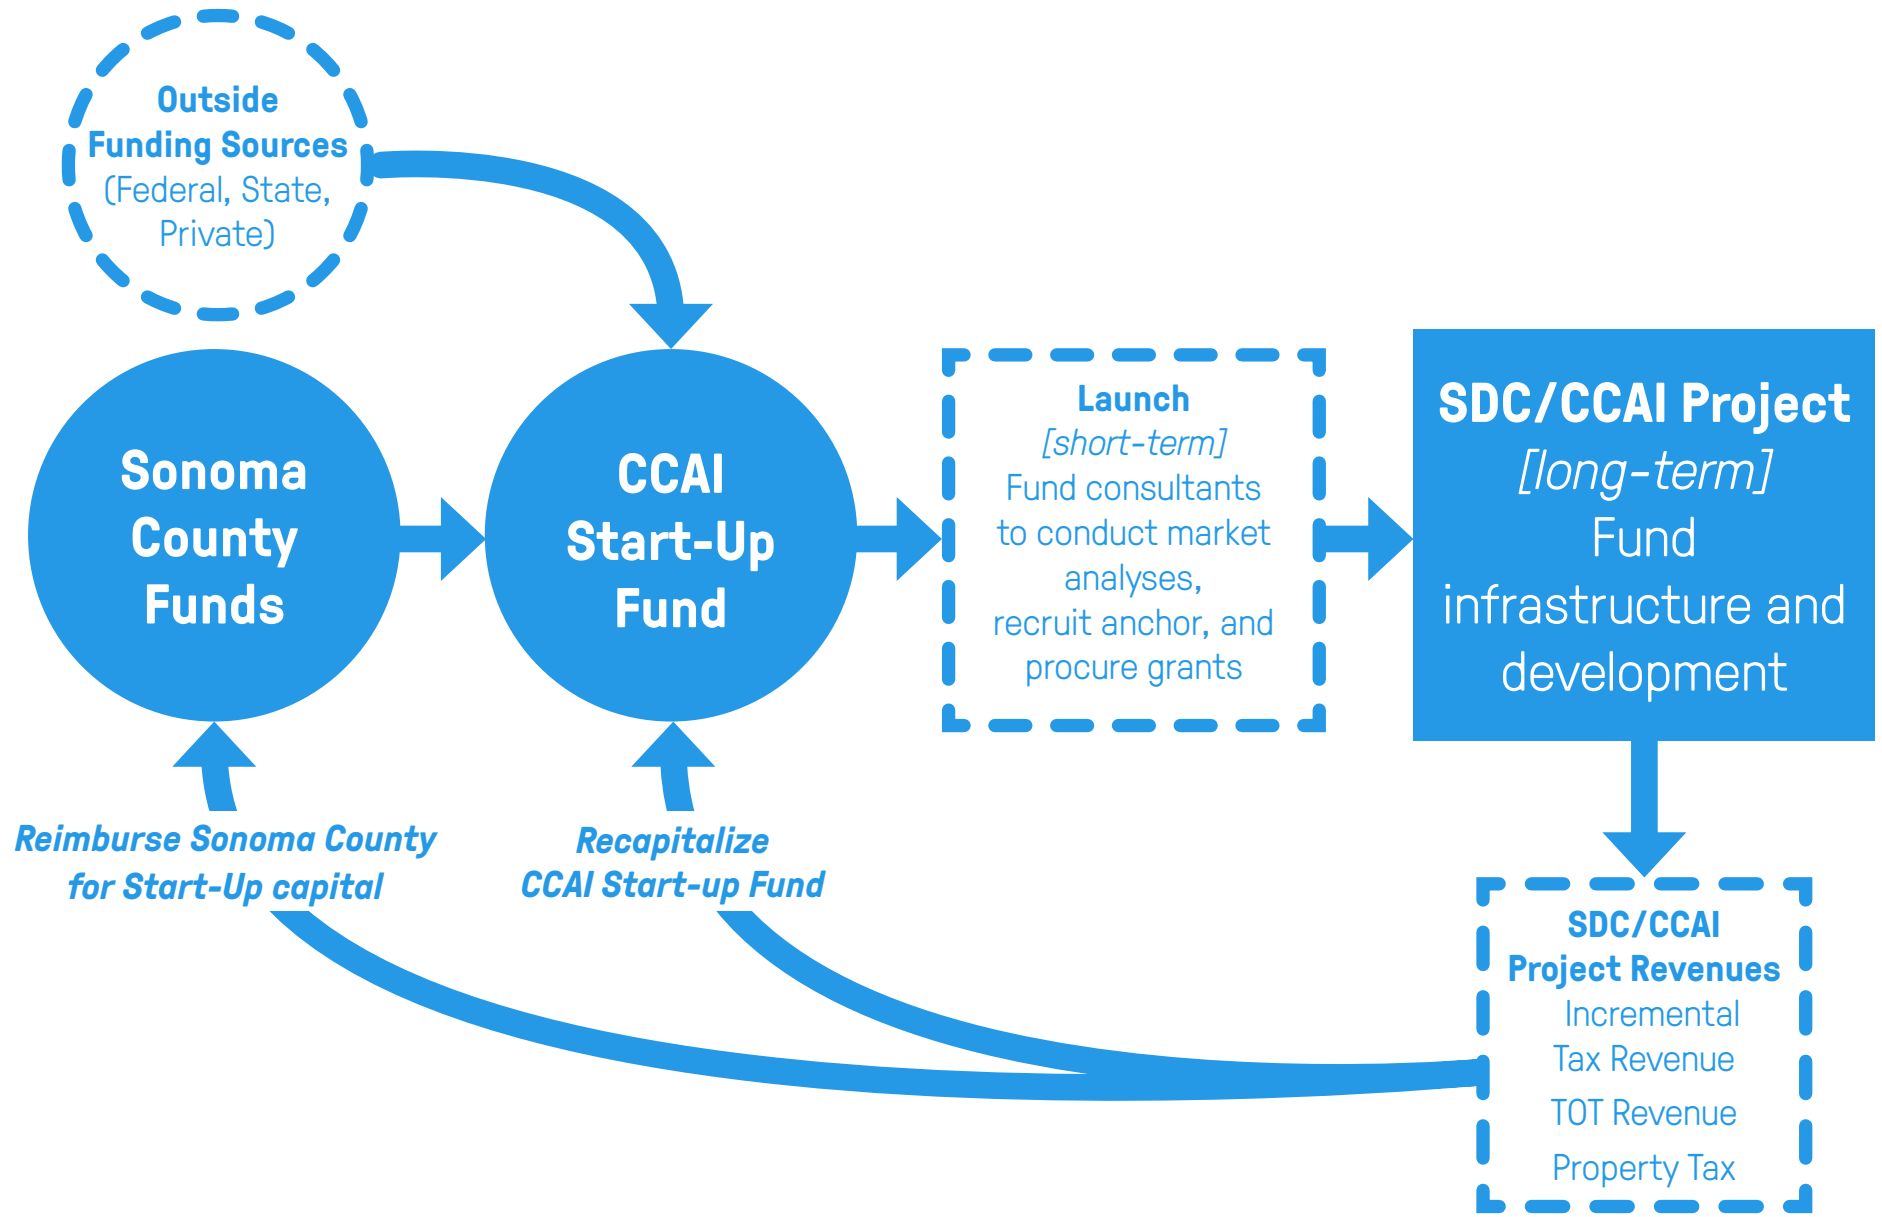 Outside
Funding Sources
(Federal, State,
Private)
Sonoma
County
Funds
CCAI
Start-Up
Fund
Launch
[short-term]
Fund consultants
to conduct market
analyses,
recruit anchor, and
procure grants
SDC/CCAI Project
[long-term]
Fund
infrastructure and
development
Reimburse Sonoma County
for Start-Up capital
Recapitalize
CCAI Start-up Fund
SDC/CCAI
Project Revenues
Incremental
Tax Revenue
TOT Revenue
Property Tax